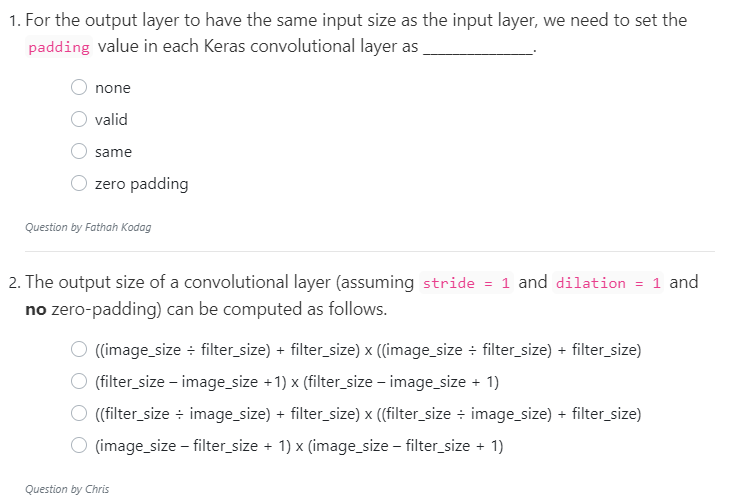 1. For the output layer to have the same input size as the input layer, we need to set the
padding value in each Keras convolutional layer as _______________.
none
valid
same
zero padding
Question by Fathah Kodag
2. The output size of a convolutional layer (assuming stride = 1 and dilation = 1 and
no zero-padding) can be computed as follows.
((image_size ÷ filter_size) + filter_size) x ((image_size ÷ filter_size) + filter_size)
(filter_size – image_size +1) x (filter_size – image_size + 1)
((filter_size ÷ image_size) + filter_size) x ((filter_size ÷ image_size) + filter_size)
(image_size – filter_size + 1) x (image_size – filter_size + 1)
Question by Chris